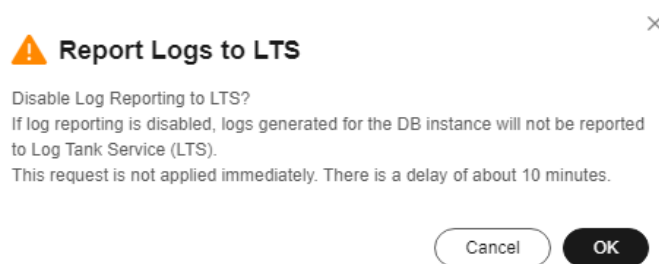 Report Logs to LTS
Disable Log Reporting to LTS?
If log reporting is disabled, logs generated for the DB instance will not be reported
to Log Tank Service (LTS).
This request is not applied immediately. There is a delay of about 10 minutes.
Cancel OK